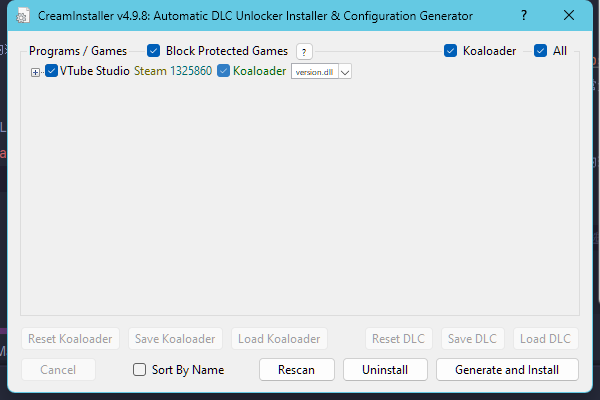 CreamInstaller v4.9.8: Automatic DLC Unlocker Installer & Configuration Generator ?
Programs / Games Block Protected Games ? Koaloader All
VTube Studio Steam 1325860 Koaloader version.dll
Reset Koaloader Save Koaloader Load Koaloader Reset DLC Save DLC Load DLC
Cancel Sort By Name Rescan Uninstall Generate and Install